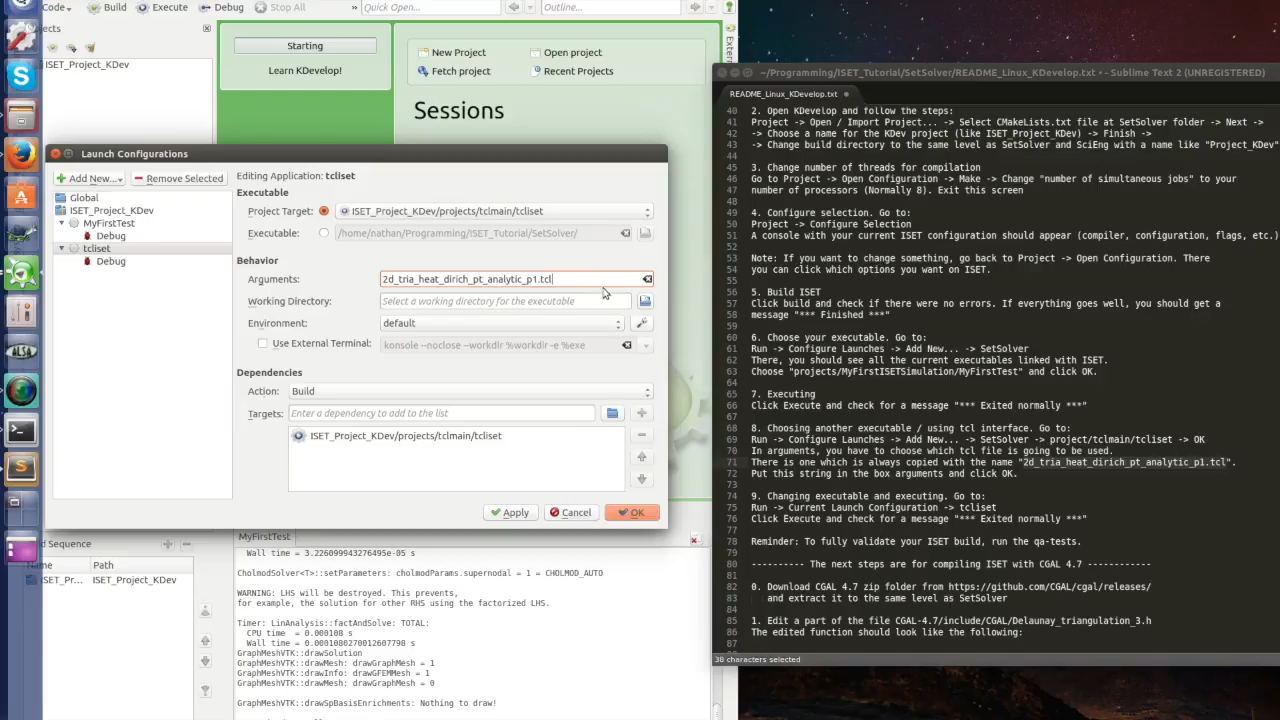 Code
Build
Execute
Debug
Stop All
Quick Open...
Outline...
ISET_Project_KDev
Starting
Learn KDevelop!
New Project
Open project
Fetch project
Recent Projects
Sessions
Launch Configurations
Add New...
Remove Selected
Global
ISET_Project_KDev
MyFirstTest
Debug
tcliset
Debug
Editing Application: tcliset
Executable
Project Target:
ISET_Project_KDev/projects/tclmain/tcliset
Executable:
/home/nathan/Programming/ISET_Tutorial/SetSolver/
Behavior
Arguments:
2d_tria_heat_dirich_pt_analytic_p1.tcl
Working Directory:
Select a working directory for the executable
Environment:
default
Use External Terminal:
konsole --noclose --workdir %workdir -e %exe
Dependencies
Action:
Build
Targets:
Enter a dependency to add to the list
ISET_Project_KDev/projects/tclmain/tcliset
Apply
Cancel
OK
d Sequence
Name
Path
ISET_Pr...
ISET_Project_KDev
MyFirstTest
Wall time = 3.226099943276495e-05 s
CholmodSolver<T>::setParameters: cholmodParams.supernodal = 1 = CHOLMOD_AUTO
WARNING: LHS will be destroyed. This prevents,
for example, the solution for other RHS using the factorized LHS.
Timer: LinAnalysis::factAndSolve: TOTAL:
CPU time = 0.000108 s
Wall time = 0.0001080270012607798 s
GraphMeshVTK::drawSolution
GraphMeshVTK::drawMesh: drawGraphMesh = 1
GraphMeshVTK::drawInfo: drawGFEMMesh = 1
GraphMeshVTK::drawMesh: drawGraphMesh = 0
GraphMeshVTK::drawSpBasisEnrichments: Nothing to draw!
~/Programming/ISET_Tutorial/SetSolver/README_Linux_KDevelop.txt • - Sublime Text 2 (UNREGISTERED)
README_Linux_KDevelop.txt
40 2. Open KDevelop and follow the steps:
41 Project -> Open / Import Project... -> Select CMakeLists.txt file at SetSolver folder -> Next ->
42 -> Choose a name for the KDev project (like ISET_Project_KDev) -> Finish ->
43 -> Change build directory to the same level as SetSolver and SciEng with a name like "Project_KDev"
44
45 3. Change number of threads for compilation
46 Go to Project -> Open Configuration -> Make -> Change "number of simultaneous jobs" to your
47 number of processors (Normally 8). Exit this screen
48
49 4. Configure selection. Go to:
50 Project -> Configure Selection
51 A console with your current ISET configuration should appear (compiler, configuration, flags, etc.)
52
53 Note: If you want to change something, go back to Project -> Open Configuration. There
54 you can click which options you want on ISET.
55
56 5. Build ISET
57 Click build and check if there were no errors. If everything goes well, you should get a
58 message "*** Finished ***"
59
60 6. Choose your executable. Go to:
61 Run -> Configure Launches -> Add New... -> SetSolver
62 There, you should see all the current executables linked with ISET.
63 Choose "projects/MyFirstISETSimulation/MyFirstTest" and click OK.
64
65 7. Executing
66 Click Execute and check for a message "*** Exited normally ***"
67
68 8. Choosing another executable / using tcl interface. Go to:
69 Run -> Configure Launches -> Add New... -> SetSolver -> project/tclmain/tcliset -> OK
70 In arguments, you have to choose which tcl file is going to be used.
71 There is one which is always copied with the name "2d_tria_heat_dirich_pt_analytic_p1.tcl".
72 Put this string in the box arguments and click OK.
73
74 9. Changing executable and executing. Go to:
75 Run -> Current Launch Configuration -> tcliset
76 Click Execute and check for a message "*** Exited normally ***"
77
78 Reminder: To fully validate your ISET build, run the qa-tests.
79
80 ---------- The next steps are for compiling ISET with CGAL 4.7 ------------
81
82 0. Download CGAL 4.7 zip folder from https://github.com/CGAL/cgal/releases/
83 and extract it to the same level as SetSolver
84
85 1. Edit a part of the file CGAL-4.7/include/CGAL/Delaunay_triangulation_3.h
86 The edited function should look like the following:
87
38 characters selected